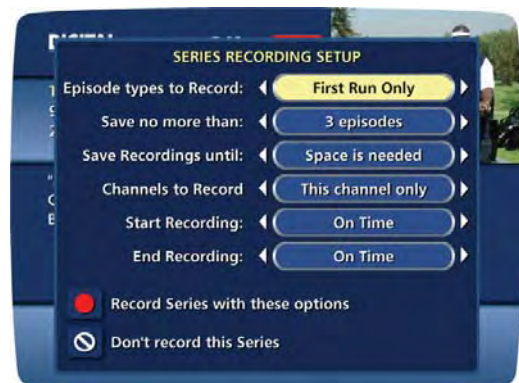 SERIES RECORDING SETUP
Episode types to Record: First Run Only
Save no more than: 3 episodes
Save Recordings until: Space is needed
Channels to Record This channel only
Start Recording: On Time
End Recording: On Time
Record Series with these options
Don't record this Series